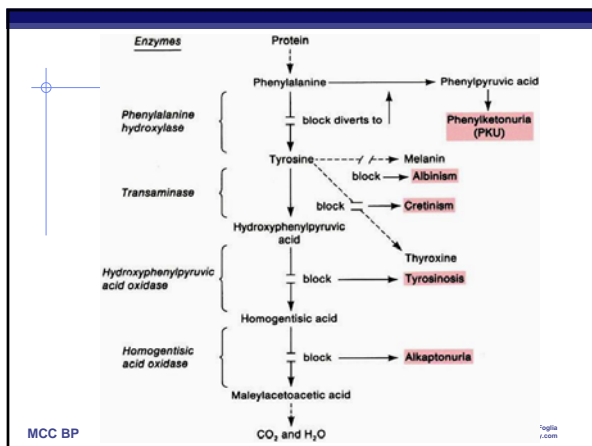 Enzymes
Protein
Phenylalanine
Phenylpyruvic acid
Phenylalanine
hydroxylase
block diverts to
Phenylketonuria
(PKU)
Tyrosine
Melanin
block
Albinism
Transaminase
block
Cretinism
Hydroxyphenylpyruvic
acid
Thyroxine
Hydroxyphenylpyruvic
acid oxidase
block
Tyrosinosis
Homogentisic acid
Homogentisic
acid oxidase
block
Alkaptonuria
Maleylacetoacetic acid
CO₂ and H₂O
MCC BP
Foglia
y.com